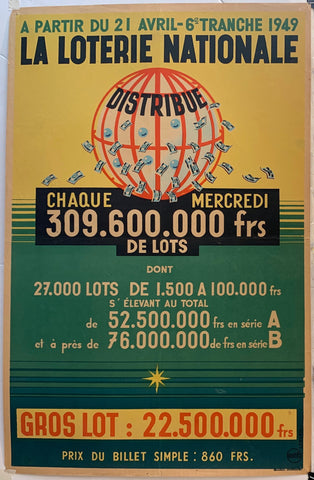 A PARTIR DU 21 AVRIL-6E TRANCHE 1949
LA LOTERIE NATIONALE
DISTRIBUE
CHAQUE MERCREDI
309.600.000 frs
DE LOTS
DONT
27.000 LOTS DE 1.500 A 100.000 frs
S'ÉLEVANT AU TOTAL
de 52.500.000 frs en série A
et à près de 76.000.000 de frs en série B
GROS LOT : 22.500.000 frs
PRIX DU BILLET SIMPLE : 860 FRS.